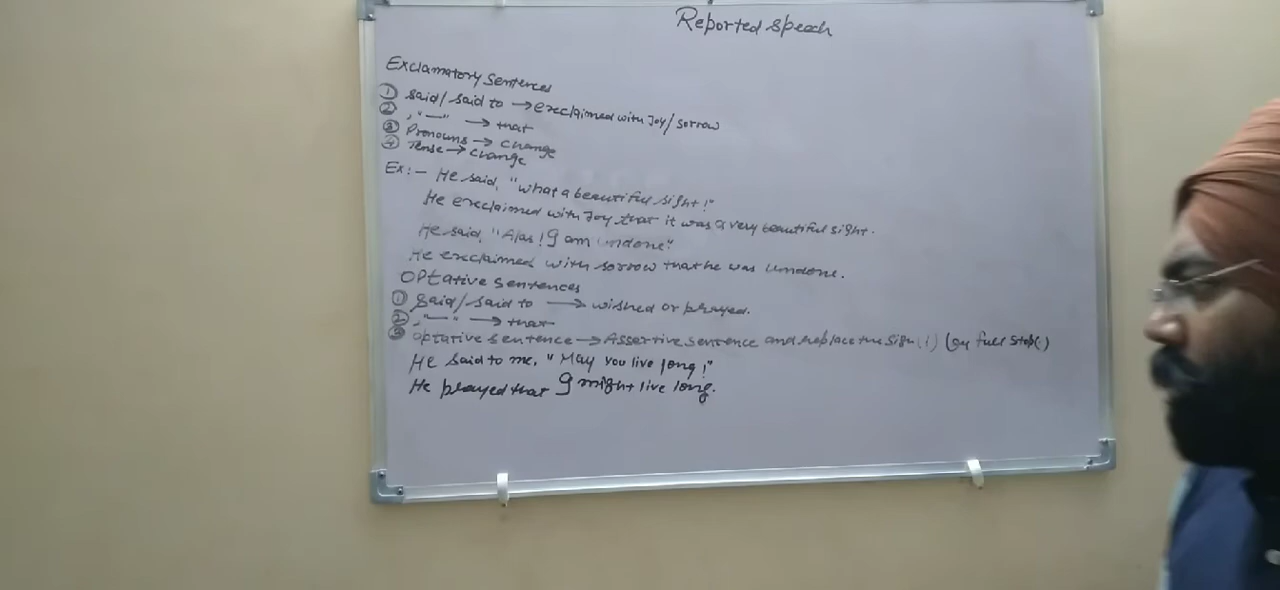 Reported speech
Exclamatory Sentences
① said/said to → exclaimed with Joy/sorrow
② , "—" → that
③ Pronouns → change
④ Tense → change
Ex:- He said, "what a beautiful sight!"
He exclaimed with Joy that it was a very beautiful sight.
He said, "Alas! I am undone"
He exclaimed with sorrow that he was undone.
Optative sentences
① Said/said to → wished or prayed.
② , "—" → that
③ optative sentence → Assertive sentence and replace the sign(!) by full stop(.)
He said to me, "May you live long!"
He prayed that I might live long.